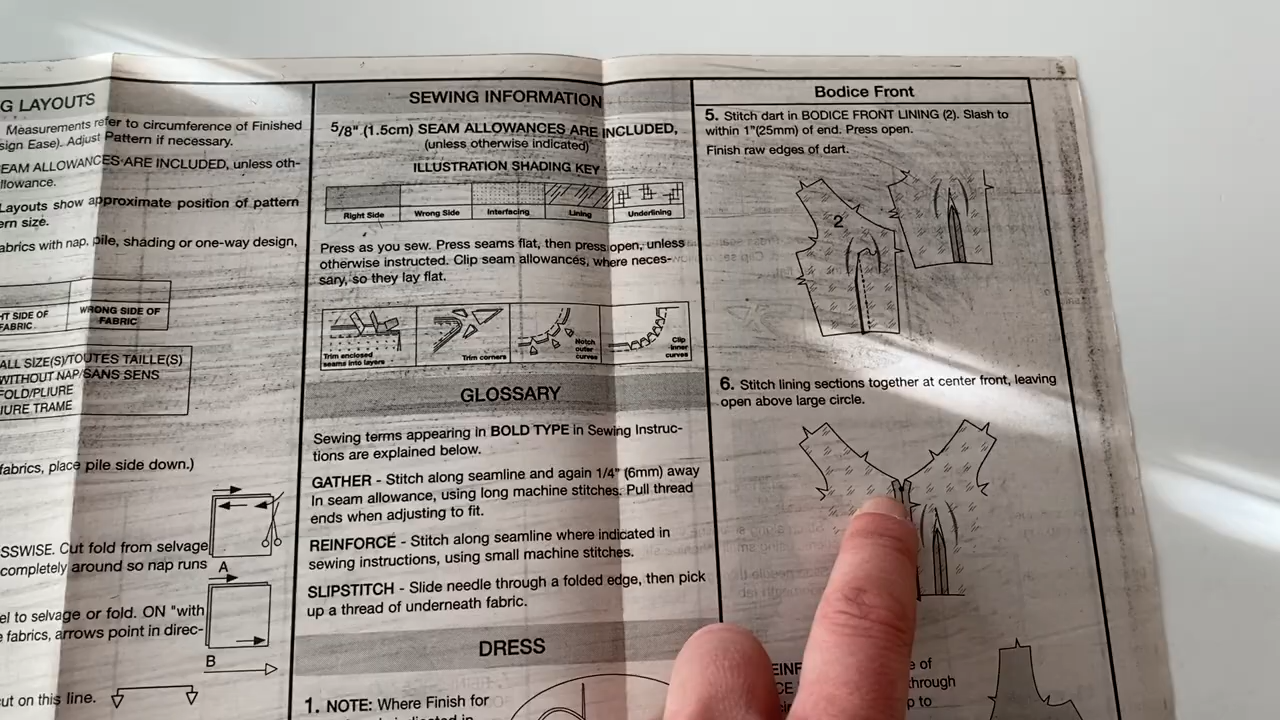 G LAYOUTS
Measurements refer to circumference of Finished
sign Ease). Adjust Pattern if necessary.
EAM ALLOWANCES ARE INCLUDED, unless oth-
llowance.
Layouts show approximate position of pattern
ern size.
abrics with nap, pile, shading or one-way design,
HT SIDE OF
FABRIC
WRONG SIDE OF
FABRIC
ALL SIZE(S)/TOUTES TAILLE(S)
WITHOUT NAP/SANS SENS
FOLD/PLIURE
IURE TRAME
fabrics, place pile side down.)
SSWISE. Cut fold from selvage
completely around so nap runs
A
el to selvage or fold. ON "with
e fabrics, arrows point in direc-
B
ut on this line.
SEWING INFORMATION
5/8" (1.5cm) SEAM ALLOWANCES ARE INCLUDED,
(unless otherwise indicated)
ILLUSTRATION SHADING KEY
Right Side
Wrong Side
Interfacing
Lining
Underlining
Press as you sew. Press seams flat, then press open, unless
otherwise instructed. Clip seam allowances, where neces-
sary, so they lay flat.
Trim enclosed
seams into layers
Trim corners
Notch
outer
curves
Clip
inner
curves
GLOSSARY
Sewing terms appearing in BOLD TYPE in Sewing Instruc-
tions are explained below.
GATHER - Stitch along seamline and again 1/4" (6mm) away
In seam allowance, using long machine stitches. Pull thread
ends when adjusting to fit.
REINFORCE - Stitch along seamline where indicated in
sewing instructions, using small machine stitches.
SLIPSTITCH - Slide needle through a folded edge, then pick
up a thread of underneath fabric.
DRESS
1. NOTE: Where Finish for
Bodice Front
5. Stitch dart in BODICE FRONT LINING (2). Slash to
within 1"(25mm) of end. Press open.
Finish raw edges of dart.
2
6. Stitch lining sections together at center front, leaving
open above large circle.
EINF
e of
CE
through
p to